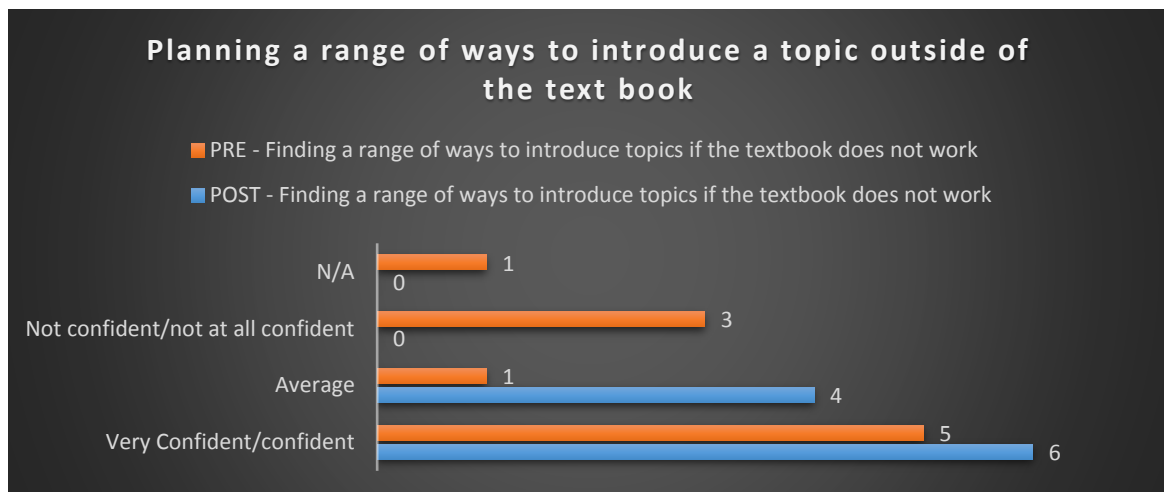 Planning a range of ways to introduce a topic outside of
the text book
PRE - Finding a range of ways to introduce topics if the textbook does not work
POST - Finding a range of ways to introduce topics if the textbook does not work
N/A
1
0
Not confident/not at all confident
3
0
Average
1
4
Very Confident/confident
5
6